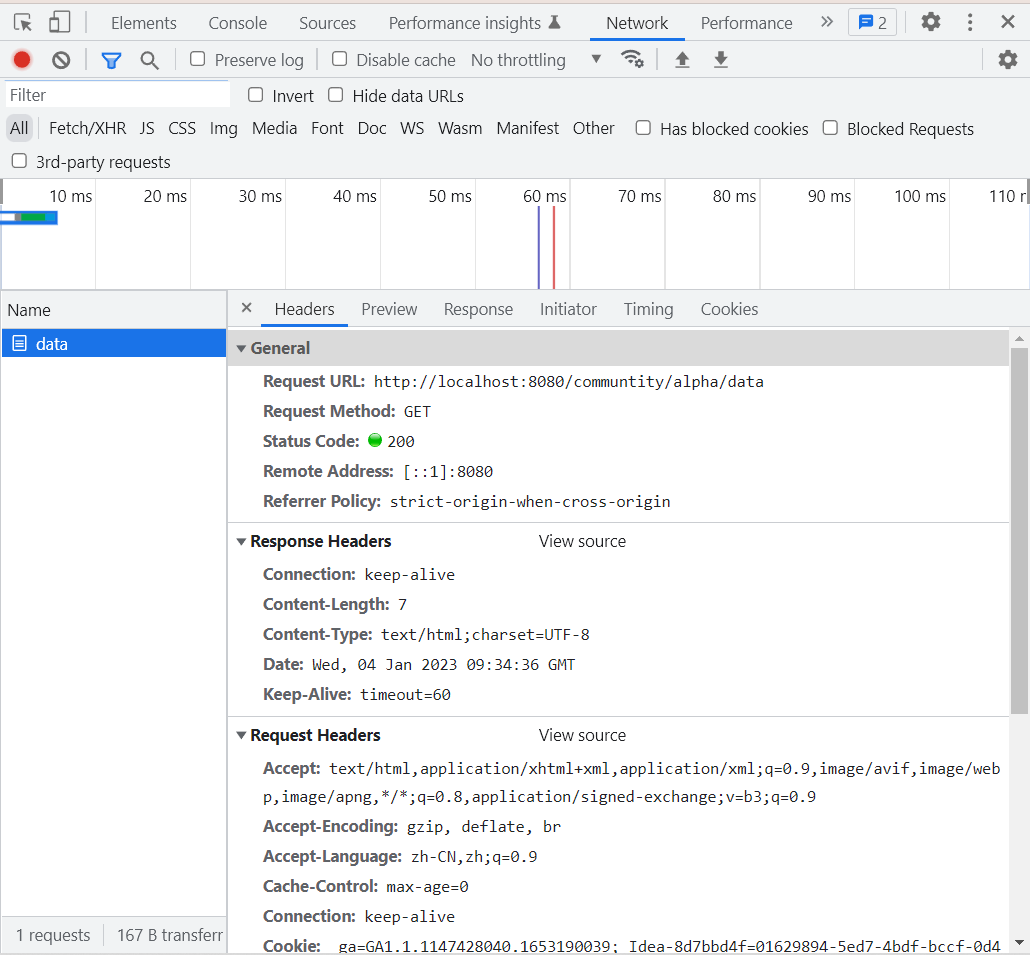 Elements Console Sources Performance insights Network Performance 2
Preserve log Disable cache No throttling
Filter Invert Hide data URLs
All Fetch/XHR JS CSS Img Media Font Doc WS Wasm Manifest Other Has blocked cookies Blocked Requests
3rd-party requests
10 ms 20 ms 30 ms 40 ms 50 ms 60 ms 70 ms 80 ms 90 ms 100 ms 110 r
Name Headers Preview Response Initiator Timing Cookies
data
General
Request URL: http://localhost:8080/communtity/alpha/data
Request Method: GET
Status Code: 200
Remote Address: [::1]:8080
Referrer Policy: strict-origin-when-cross-origin
Response Headers View source
Connection: keep-alive
Content-Length: 7
Content-Type: text/html;charset=UTF-8
Date: Wed, 04 Jan 2023 09:34:36 GMT
Keep-Alive: timeout=60
Request Headers View source
Accept: text/html,application/xhtml+xml,application/xml;q=0.9,image/avif,image/web
p,image/apng,*/*;q=0.8,application/signed-exchange;v=b3;q=0.9
Accept-Encoding: gzip, deflate, br
Accept-Language: zh-CN,zh;q=0.9
Cache-Control: max-age=0
Connection: keep-alive
Cookie: _ga=GA1.1.1147428040.1653190039; Idea-8d7bbd4f=01629894-5ed7-4bdf-bccf-0d4
1 requests 167 B transferr